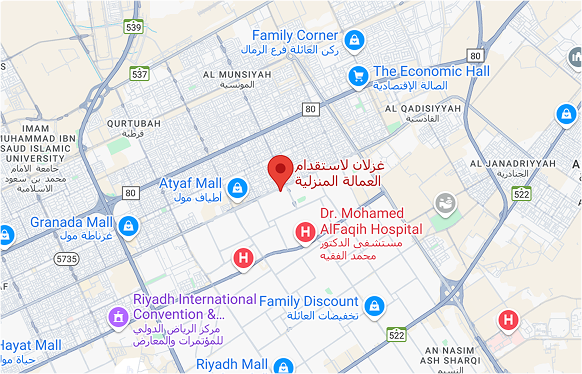 539
Family Corner
ركن العائلة فرع الرمال
537
AL MUNSIYAH
المونسية
The Economic Hall
الصالة الإقتصادية
80
80
QURTUBAH
قرطبة
AL QADISIYYAH
القادسية
IMAM
MUHAMMAD IBN
SAUD ISLAMIC
UNIVERSITY
جامعة الامام
محمد بن سعود
الاسلامية
غزلان لاستقدام
العمالة المنزلية
AL JANADRIYYAH
الجنادرية
522
Atyaf Mall
أطياف مول
80
Granada Mall
غرناطة مول
Dr. Mohamed
AlFaqih Hospital
مستشفى الدكتور
محمد الفقيه
H
H
5735
Riyadh International
Convention &...
مركز الرياض الدولي
للمؤتمرات والمعارض
Family Discount
تخفيضات العائلة
H
522
Hayat Mall
حياة مول
AN NASIM
ASH SHARQI
النسيم
Riyadh Mall